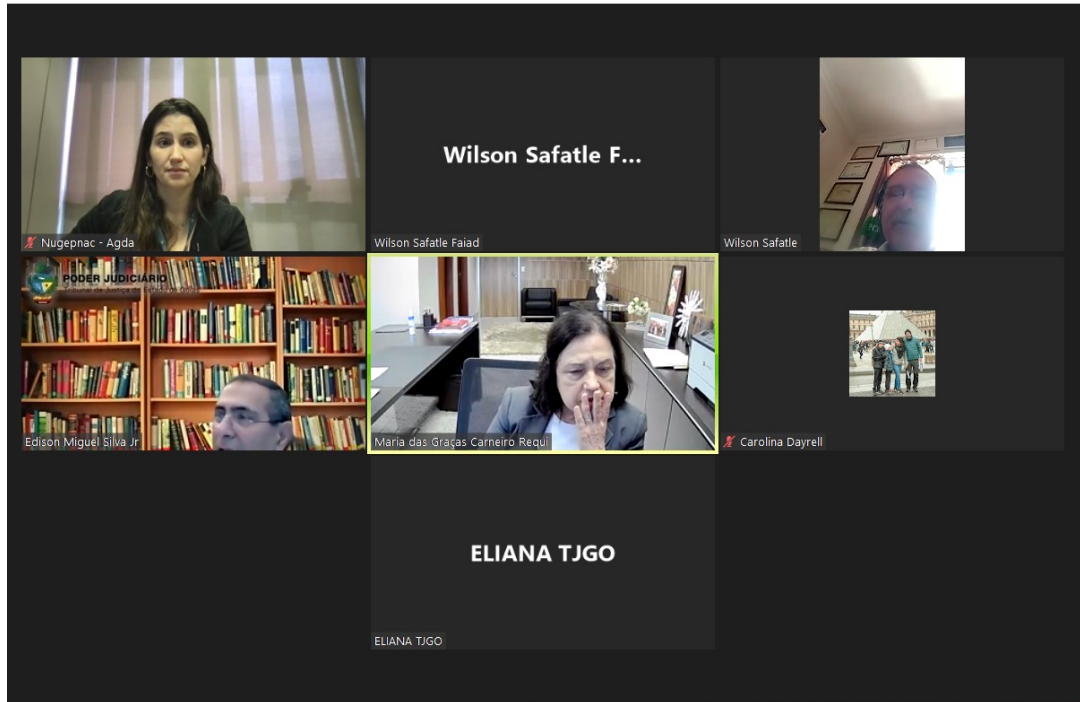 Nugepnac - Agda
Wilson Safatle F...
Wilson Safatle Faiad
Wilson Safatle
PODER JUDICIÁRIO
Edison Miguel Silva Jr
Maria das Graças Carneiro Requi
Carolina Dayrell
ELIANA TJGO
ELIANA TJGO